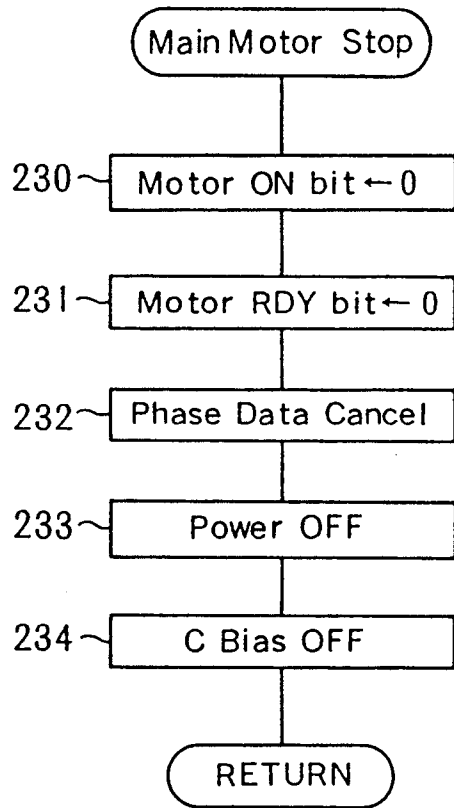 Main Motor Stop
230 Motor ON bit ← 0
231 Motor RDY bit ← 0
232 Phase Data Cancel
233 Power OFF
234 C Bias OFF
RETURN